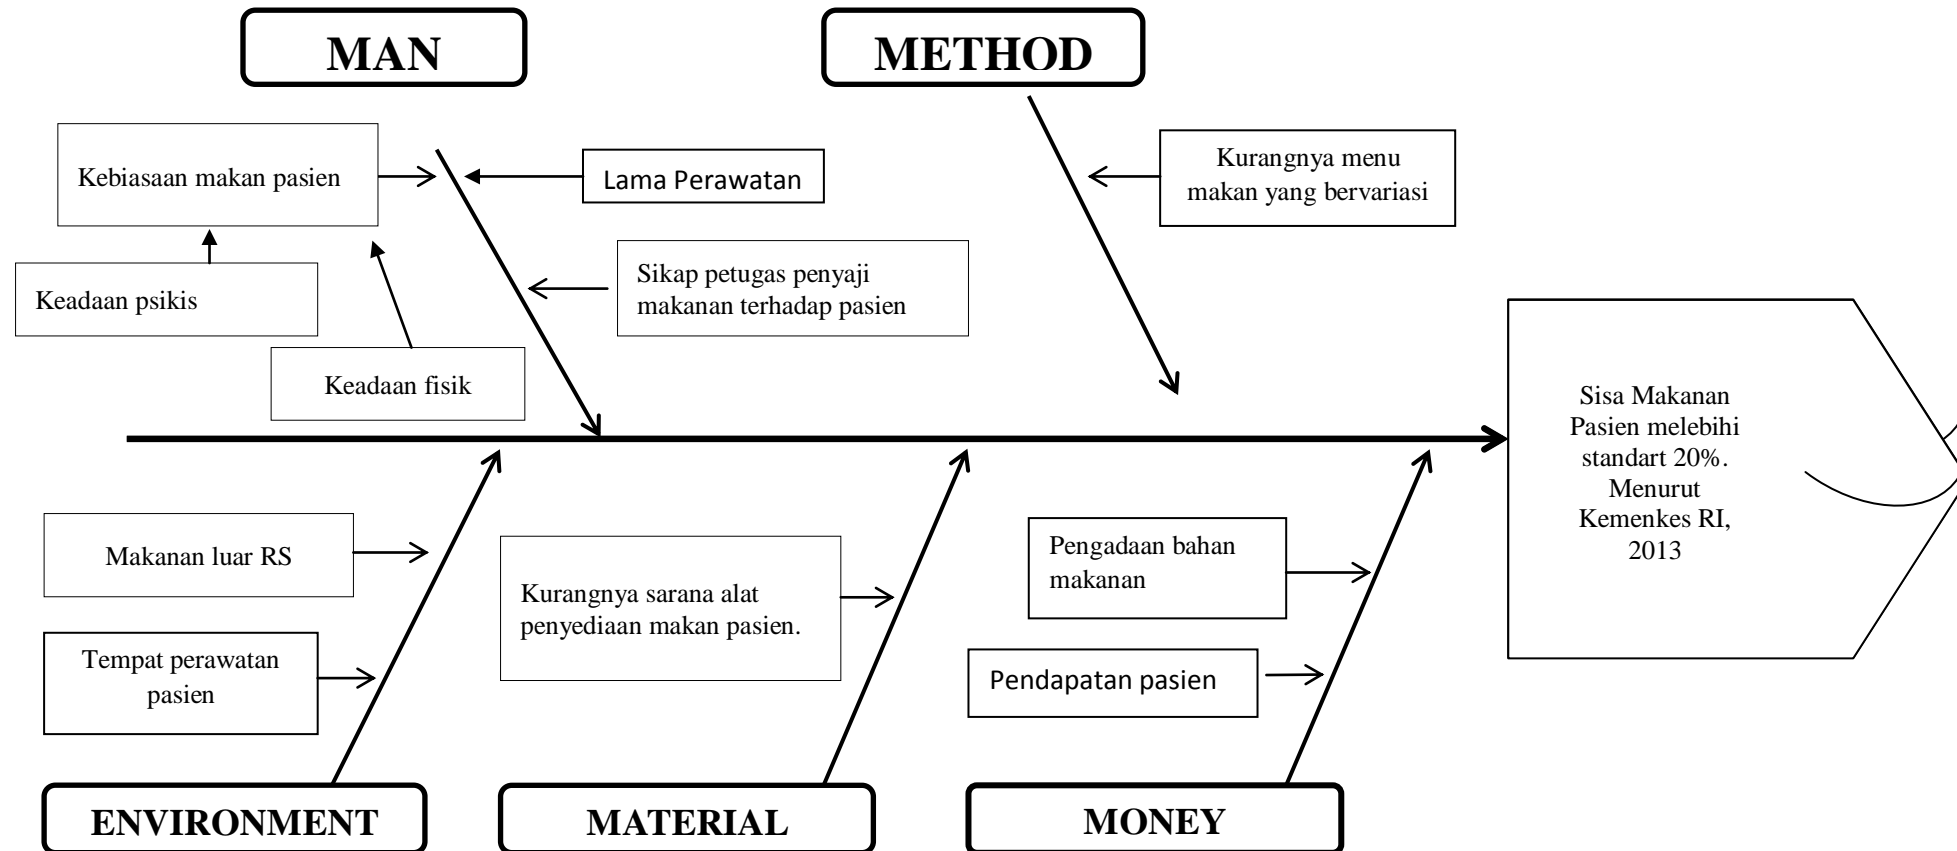 MAN
METHOD
Kebiasaan makan pasien
Lama Perawatan
Kurangnya menu
makan yang bervariasi
Keadaan psikis
Sikap petugas penyaji
makanan terhadap pasien
Keadaan fisik
Sisa Makanan
Pasien melebihi
standart 20%.
Menurut
Kemenkes RI,
2013
Makanan luar RS
Kurangnya sarana alat
penyediaan makan pasien.
Pengadaan bahan
makanan
Tempat perawatan
pasien
Pendapatan pasien
ENVIRONMENT
MATERIAL
MONEY